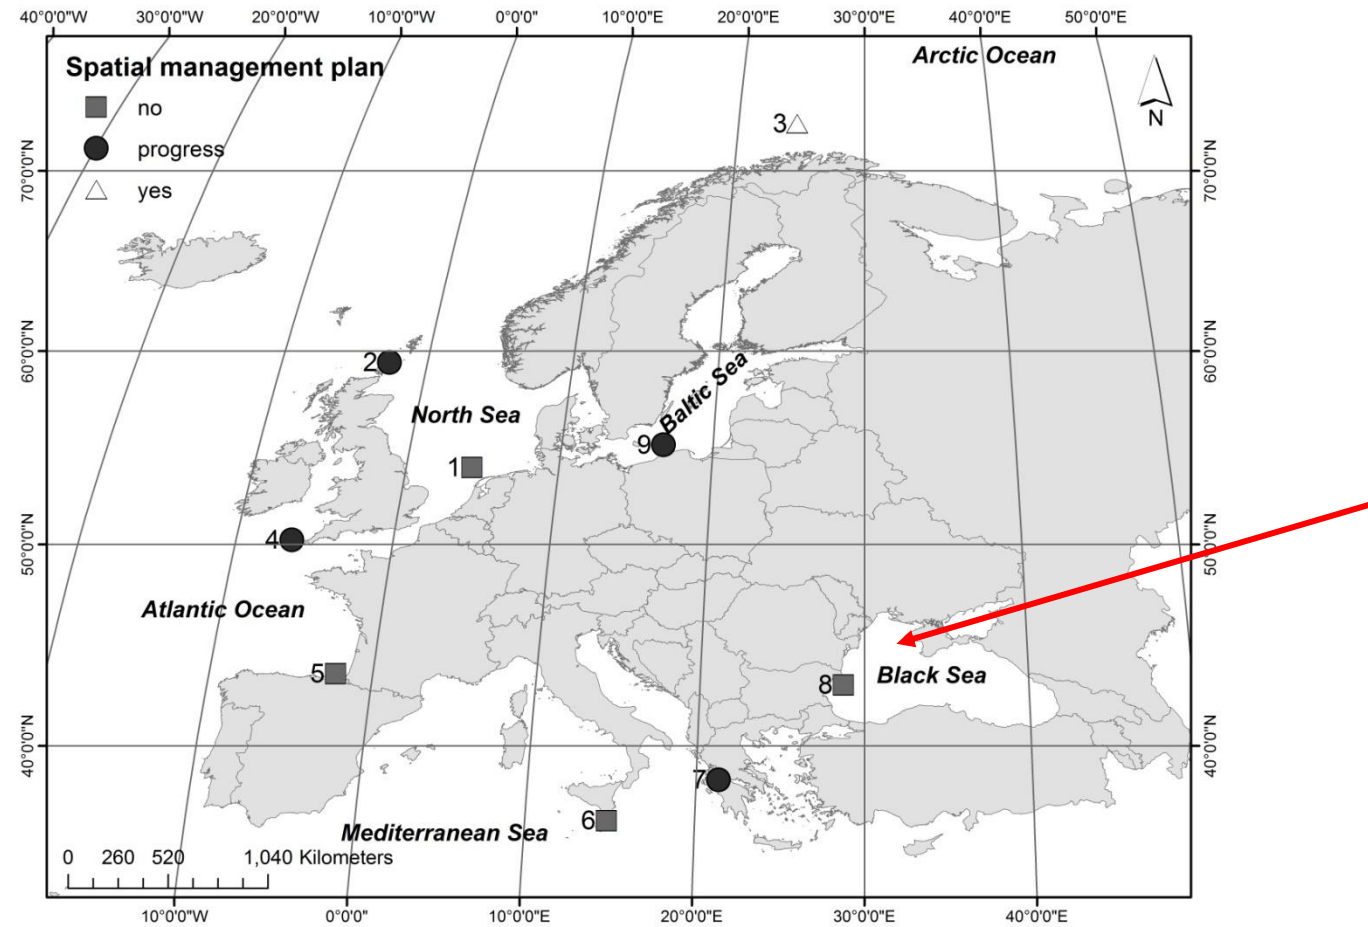 40°0'0"W 30°0'0"W 20°0'0"W 10°0'0"W 0°0'0" 10°0'0"E 20°0'0"E 30°0'0"E 40°0'0"E 50°0'0"E
Arctic Ocean
Spatial management plan
no
progress
yes
N
3
70°0'0"N
70°0'0"N
60°0'0"N
60°0'0"N
2
North Sea
Baltic Sea
9
1
4
50°0'0"N
50°0'0"N
Atlantic Ocean
5
8
Black Sea
40°0'0"N
40°0'0"N
7
6
Mediterranean Sea
0 260 520 1,040 Kilometers
10°0'0"W 0°0'0" 10°0'0"E 20°0'0"E 30°0'0"E 40°0'0"E